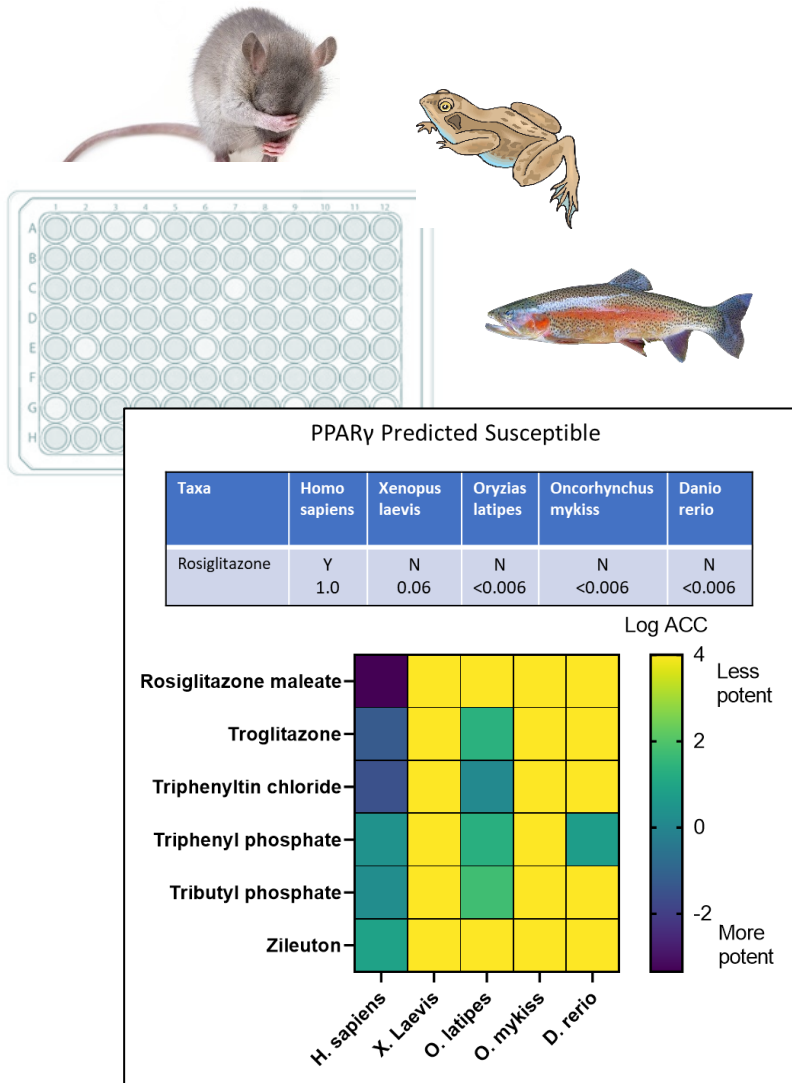 1 2 3 4 5 6 7 8 9 10 11 12
A
B
C
D
E
F
G
H
PPARγ Predicted Susceptible
Taxa Homo sapiens Xenopus laevis Oryzias latipes Oncorhynchus mykiss Danio rerio
Rosiglitazone Y N N N N
1.0 0.06 <0.006 <0.006 <0.006
Log ACC
4
Less
potent
2
0
-2
More
potent
Rosiglitazone maleate
Troglitazone
Triphenyltin chloride
Triphenyl phosphate
Tributyl phosphate
Zileuton
H. sapiens
X. Laevis
O. latipes
O. mykiss
D. rerio